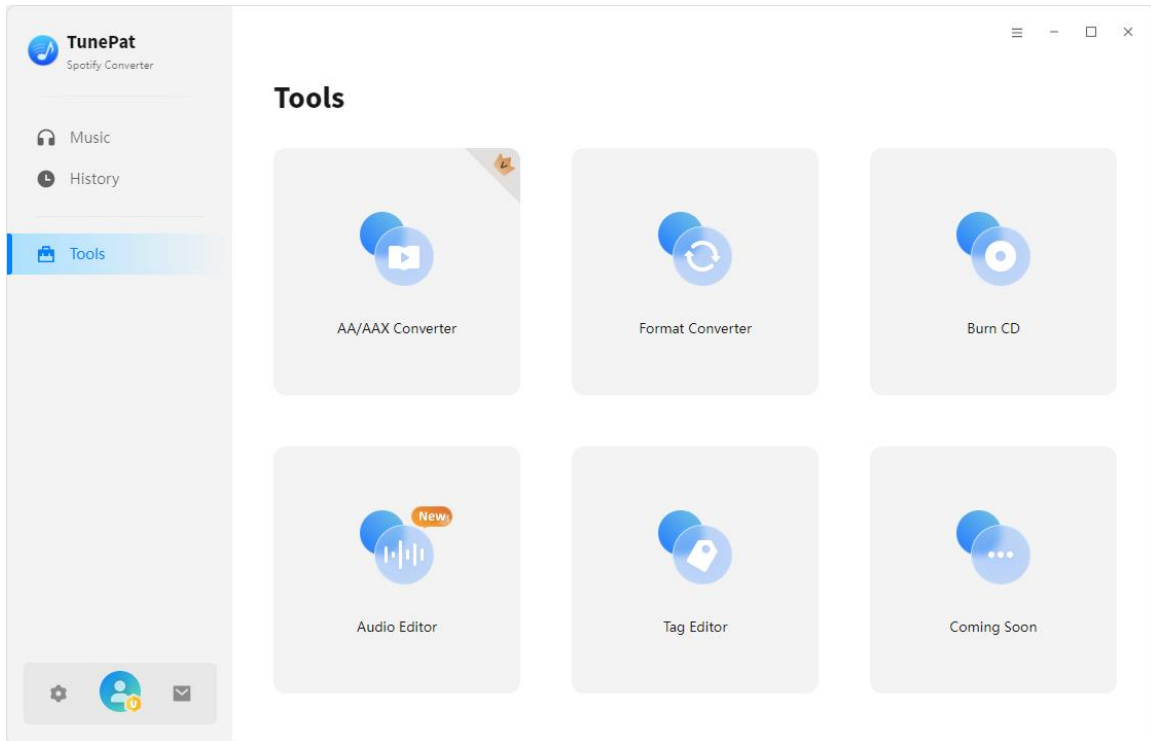 TunePat
Spotify Converter
Music
History
Tools
Tools
AA/AAX Converter
Format Converter
Burn CD
New
Audio Editor
Tag Editor
Coming Soon